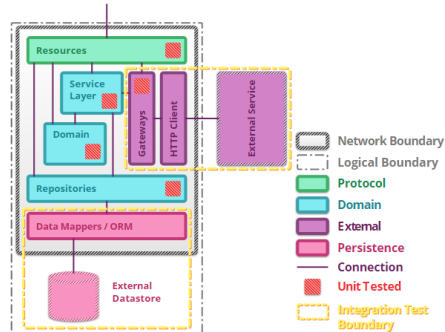 Resources
Service
Layer
Domain
Gateways
HTTP Client
External Service
Repositories
Data Mappers / ORM
External
Datastore
Network Boundary
Logical Boundary
Protocol
Domain
External
Persistence
Connection
Unit Tested
Integration Test
Boundary